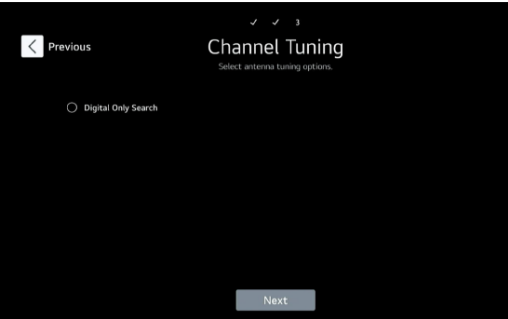 ✓ ✓ 3
Previous
Channel Tuning
Select antenna tuning options.
Digital Only Search
Next